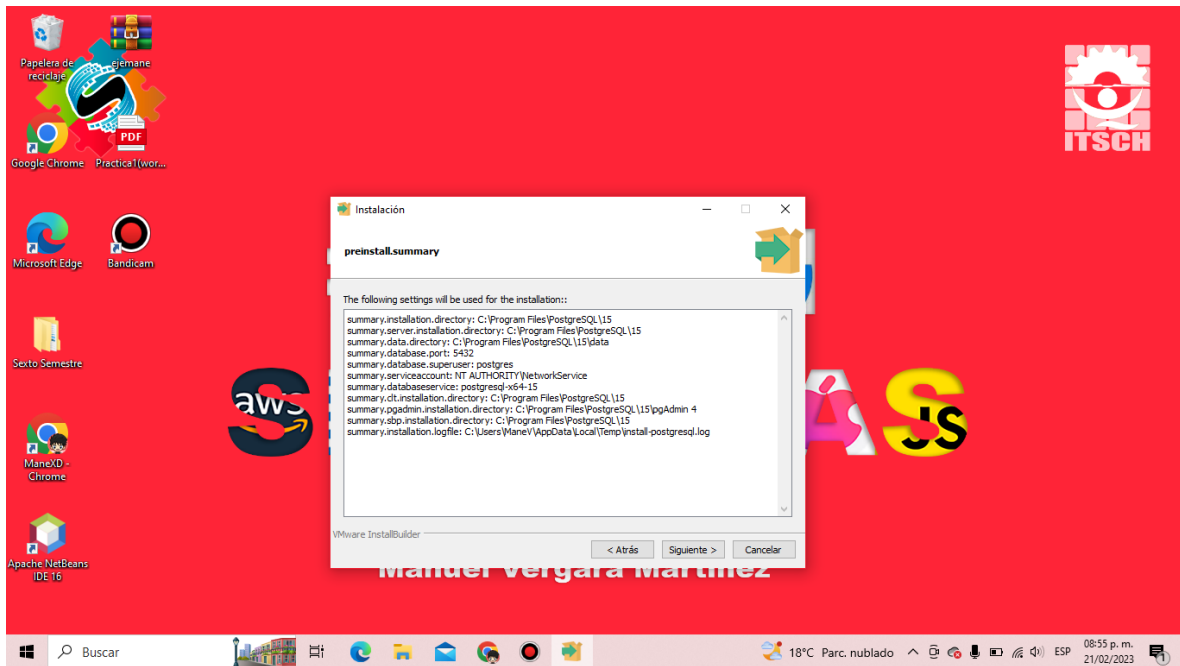 Papelera de
reciclaje
ejemane
PDF
Google Chrome
Practica1(wor...
Microsoft Edge
Bandicam
Sexto Semestre
ManeXD -
Chrome
Apache NetBeans
IDE 16
ITSCH
Instalación
preinstall.summary
The following settings will be used for the installation::
summary.installation.directory: C:\Program Files\PostgreSQL\15
summary.server.installation.directory: C:\Program Files\PostgreSQL\15
summary.data.directory: C:\Program Files\PostgreSQL\15\data
summary.database.port: 5432
summary.database.superuser: postgres
summary.serviceaccount: NT AUTHORITY\NetworkService
summary.databaseservice: postgresql-x64-15
summary.clt.installation.directory: C:\Program Files\PostgreSQL\15
summary.pgadmin.installation.directory: C:\Program Files\PostgreSQL\15\pgAdmin 4
summary.sbp.installation.directory: C:\Program Files\PostgreSQL\15
summary.installation.logfile: C:\Users\ManeV\AppData\Local\Temp\install-postgresql.log
VMware InstallBuilder
< Atrás
Siguiente >
Cancelar
aws
JS
Manuel Vergara Martínez
Buscar
18°C Parc. nublado
ESP
08:55 p. m.
21/02/2023
1